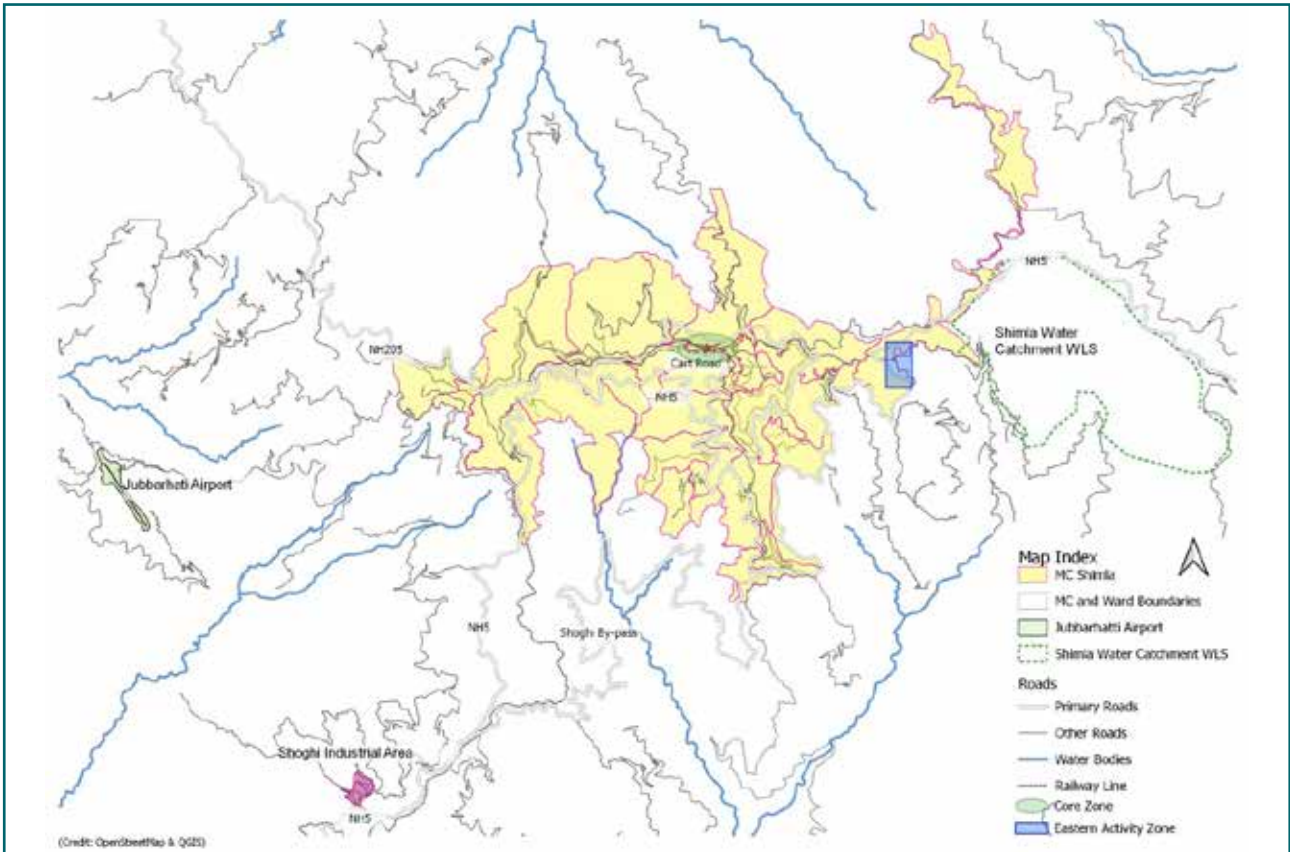 NH5
Shimla Water
Catchment WLS
NH205
Cart Road
NH5
Jubbarhati Airport
NH5
Shoghi By-pass
Shoghi Industrial Area
NH5
Map Index
MC Shimla
MC and Ward Boundaries
Jubbarhatti Airport
Shimla Water Catchment WLS
Roads
Primary Roads
Other Roads
Water Bodies
Railway Line
Core Zone
Eastern Activity Zone
(Credit: OpenStreetMap & QGIS)